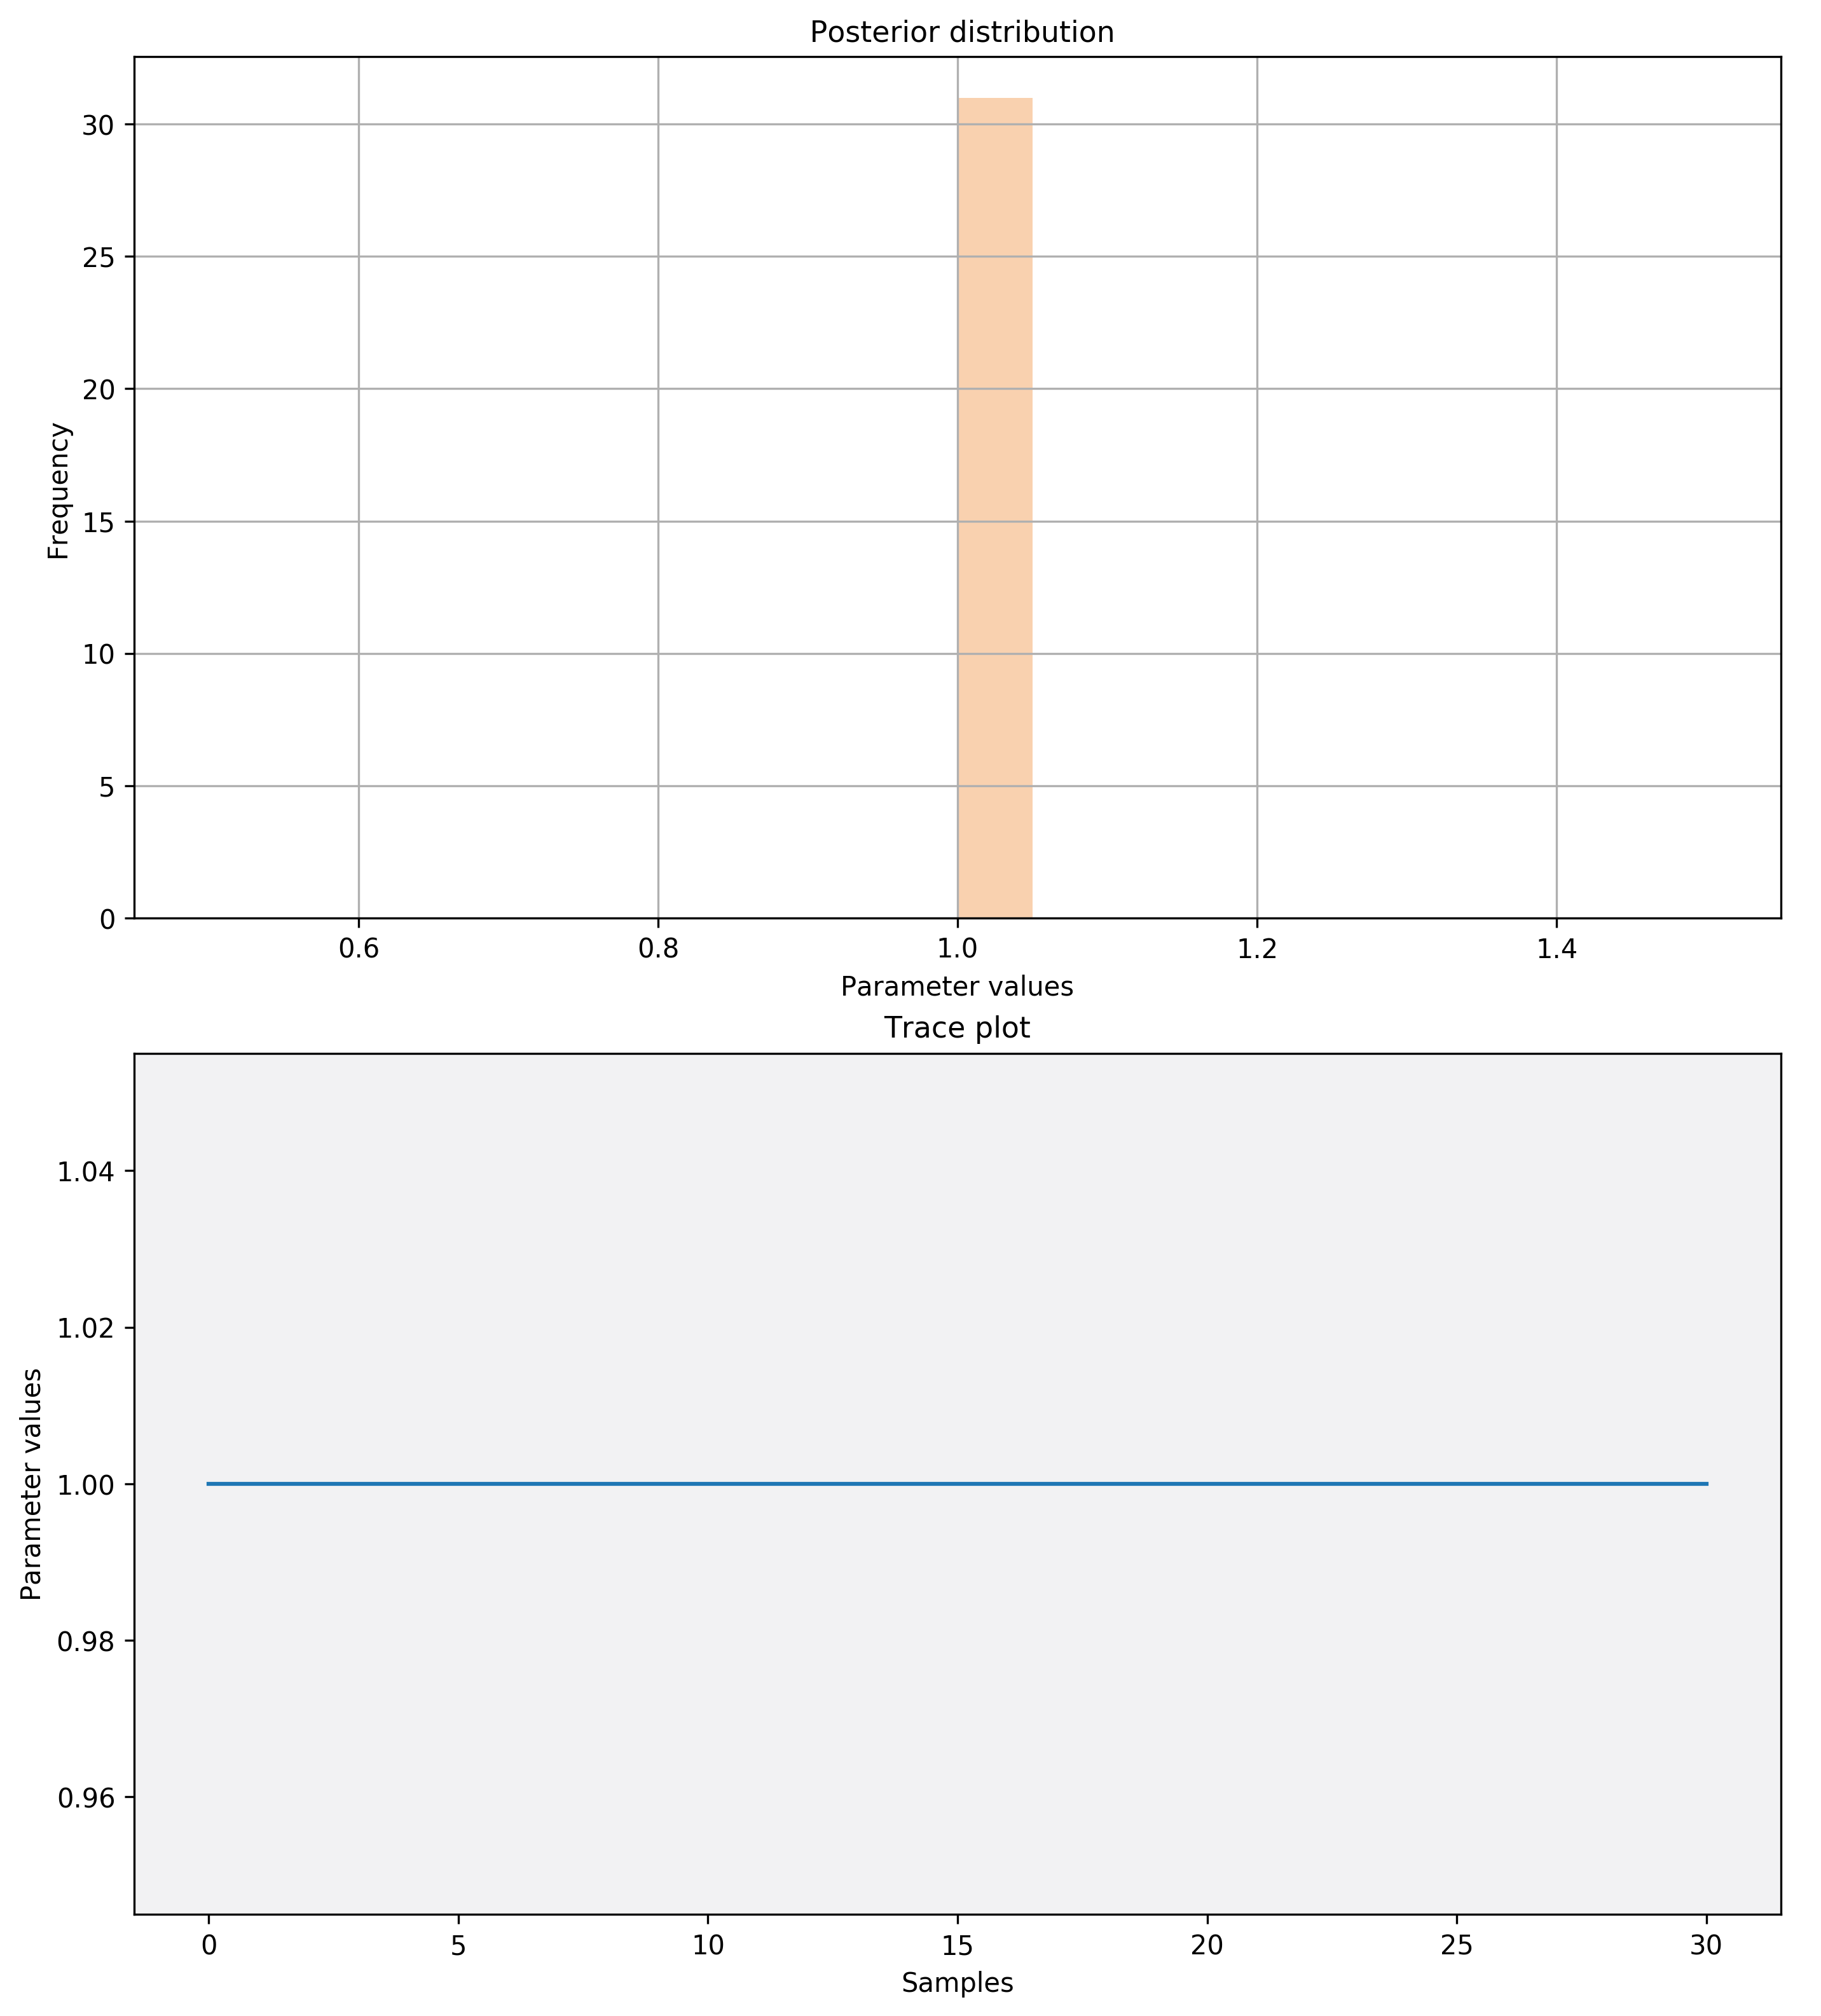 Posterior distribution
30
25
20
15
10
5
0
Frequency
0.6 0.8 1.0 1.2 1.4
Parameter values
Trace plot
1.04
1.02
1.00
0.98
0.96
Parameter values
0 5 10 15 20 25 30
Samples